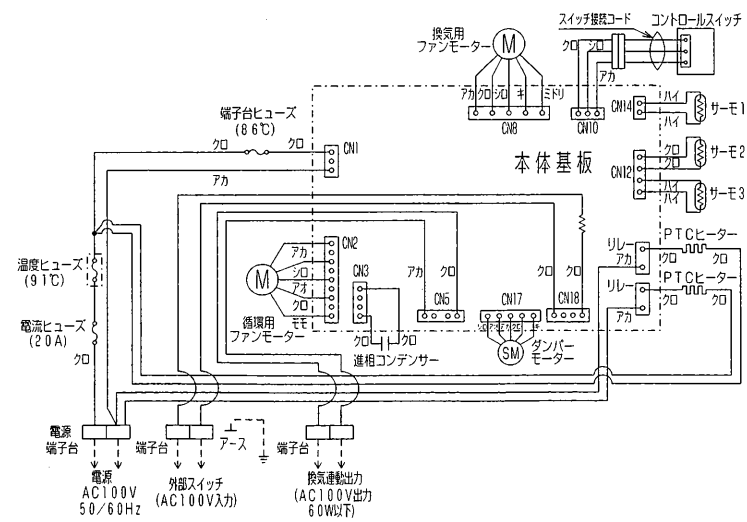 換気用
ファンモーター
M
アカ
クロ
シロ
キ
ミドリ
CN8
スイッチ接続コード
コントロールスイッチ
クロ
シロ
アカ
CN10
CN14
ハイ
ハイ
サーモ1
CN12
クロ
クロ
サーモ2
ハイ
ハイ
サーモ3
端子台ヒューズ
(86℃)
クロ
クロ
CN1
アカ
本体基板
温度ヒューズ
(91℃)
電流ヒューズ
(20A)
クロ
M
循環用
ファンモーター
アカ
シロ
アオ
クロ
モモ
CN2
CN3
クロ
クロ
進相コンデンサー
アカ
クロ
CN5
CN17
SM
ダンパー
モーター
クロ
クロ
CN18
リレー
アカ
クロ
PTCヒーター
クロ
リレー
アカ
クロ
PTCヒーター
クロ
電源
端子台
電源
AC100V
50/60Hz
端子台
外部スイッチ
(AC100V入力)
アース
端子台
換気連動出力
(AC100V出力
60W以下)